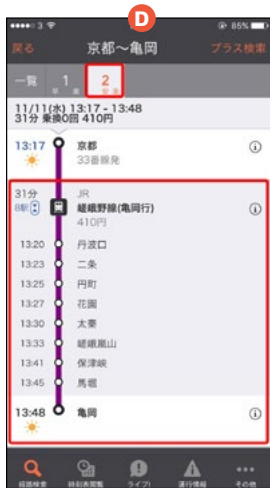 D
85%
戻る 京都～亀岡 プラス検索
一覧 1 2
早 楽 安 楽
11/11(水) 13:17 - 13:48
31分 乗換0回 410円
13:17 京都
33番線発
31分 JR
8駅 嵯峨野線(亀岡行)
410円
13:20 丹波口
13:23 二条
13:25 円町
13:27 花園
13:30 太秦
13:33 嵯峨嵐山
13:41 保津峡
13:45 馬堀
13:48 亀岡
経路検索 時刻表閲覧 ライブ! 運行情報 その他